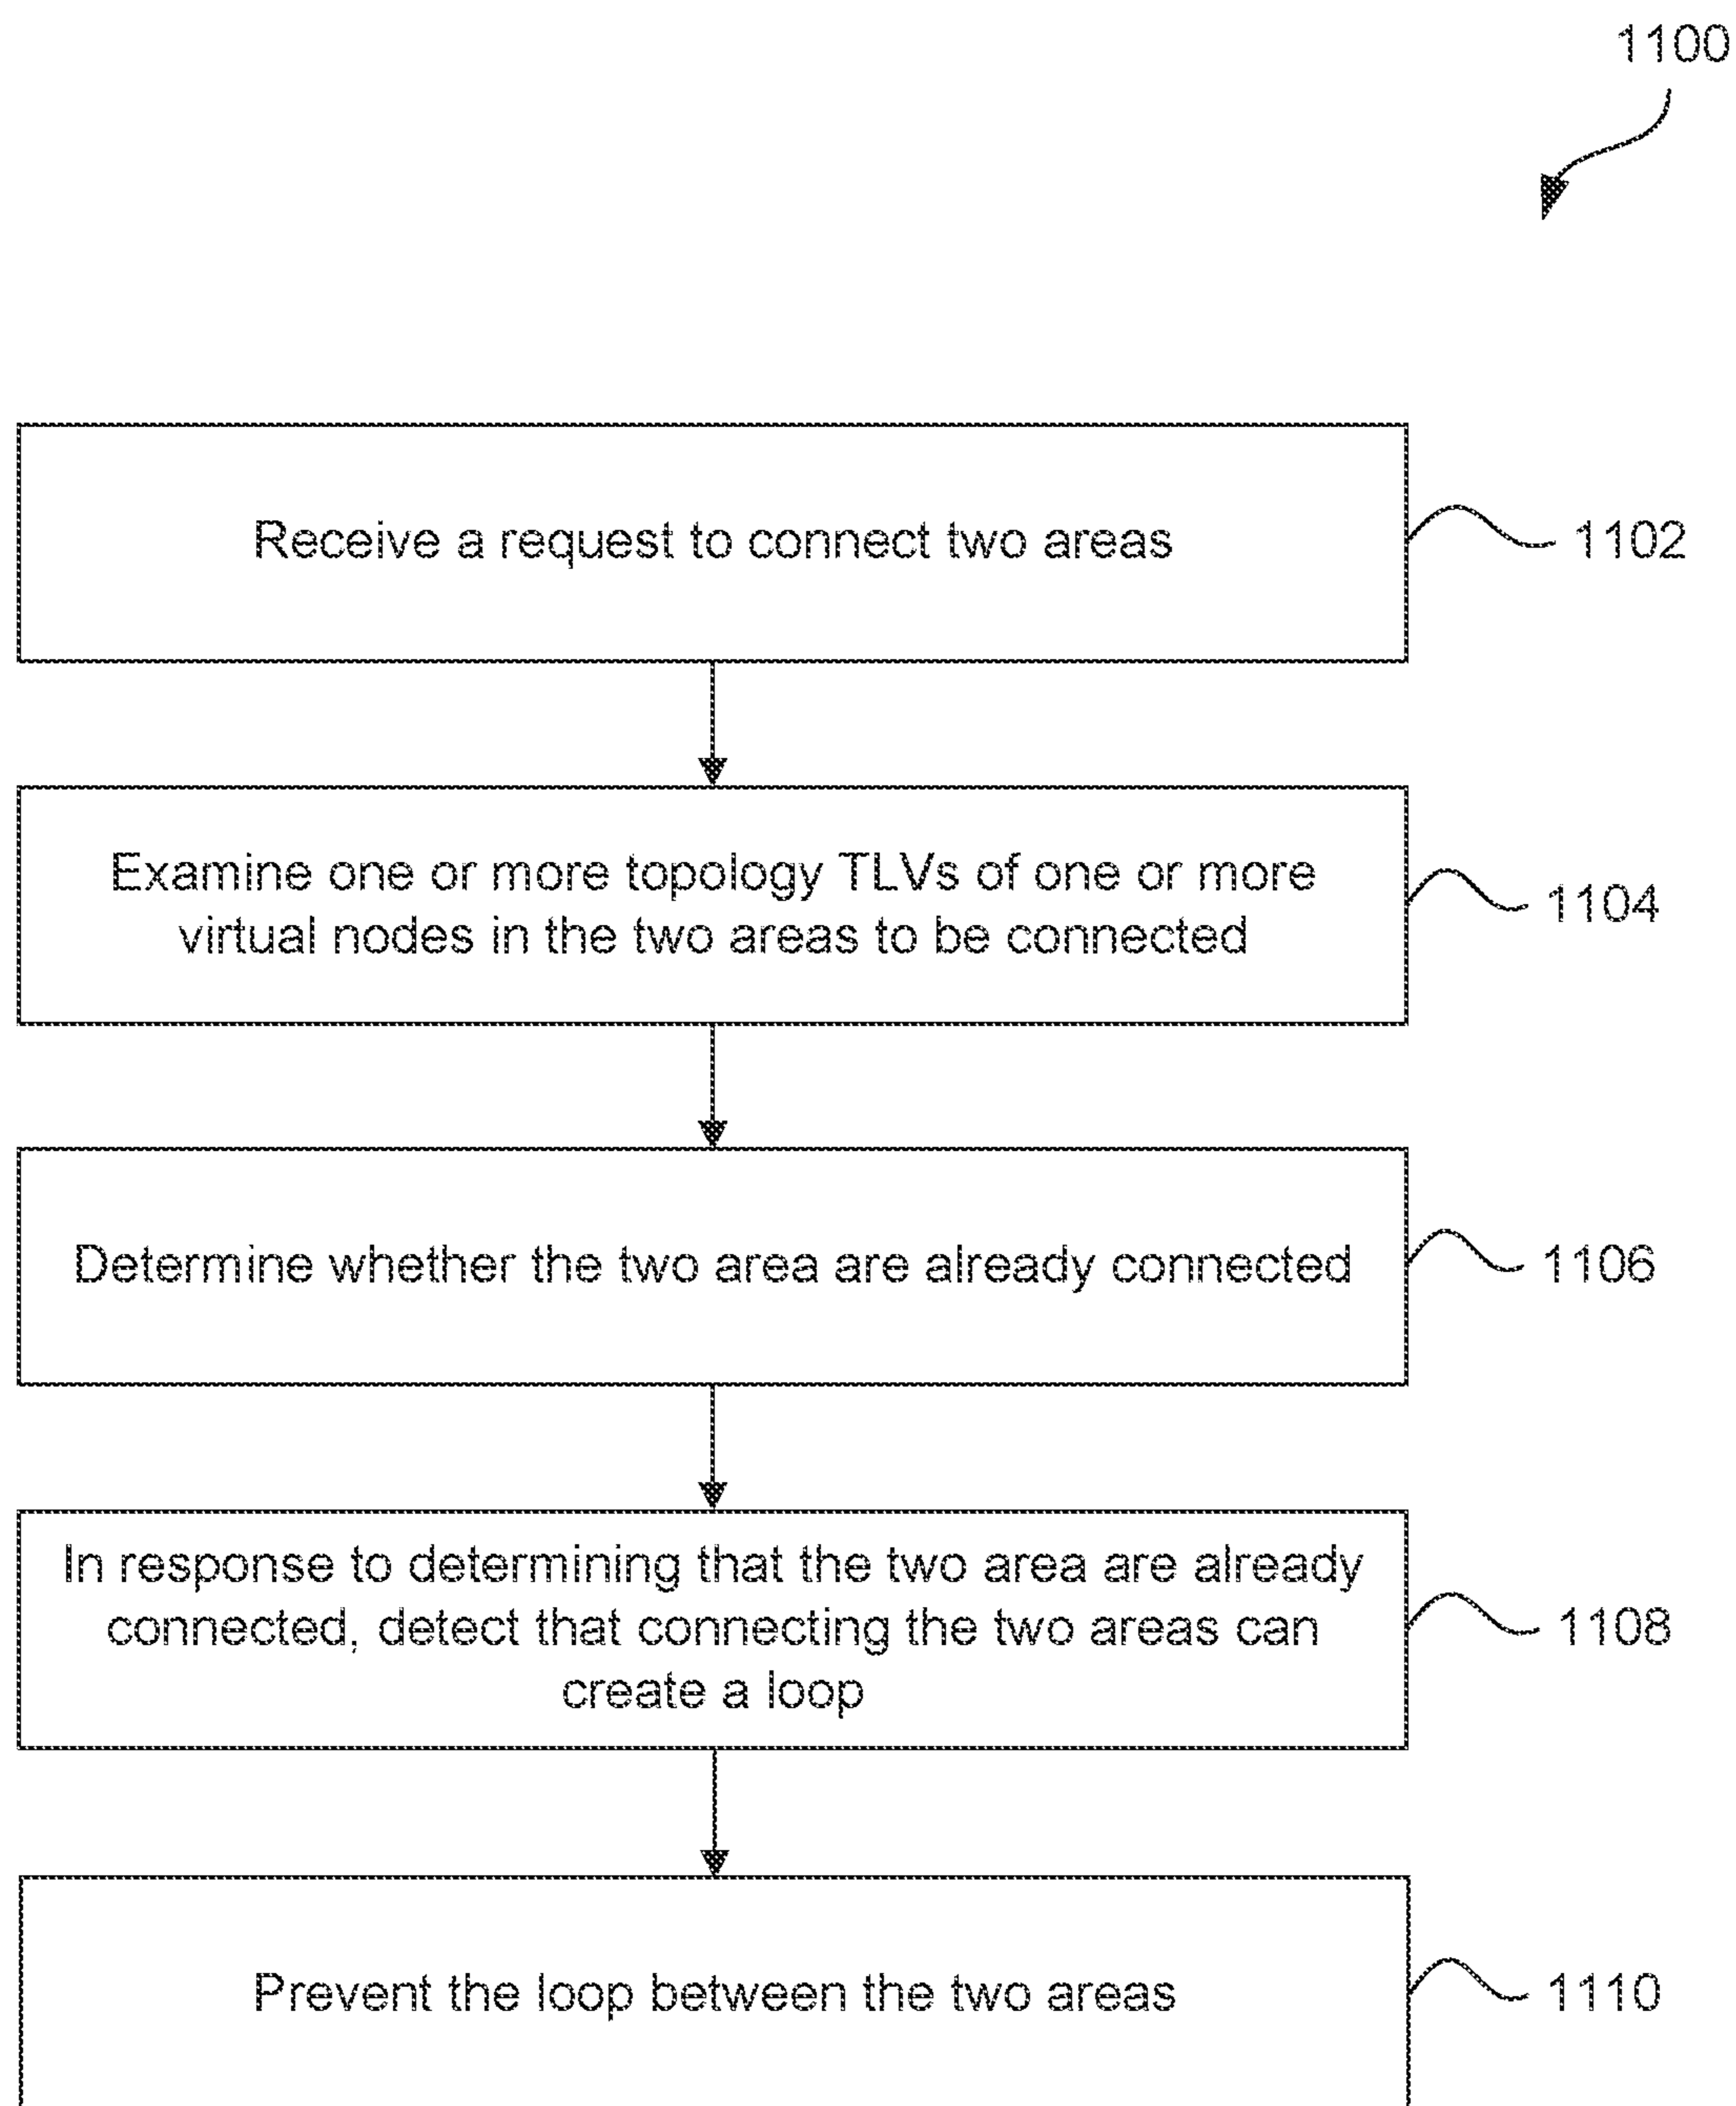 1100
Receive a request to connect two areas
1102
Examine one or more topology TLVs of one or more
virtual nodes in the two areas to be connected
1104
Determine whether the two area are already connected
1106
In response to determining that the two area are already
connected, detect that connecting the two areas can
create a loop
1108
Prevent the loop between the two areas
1110